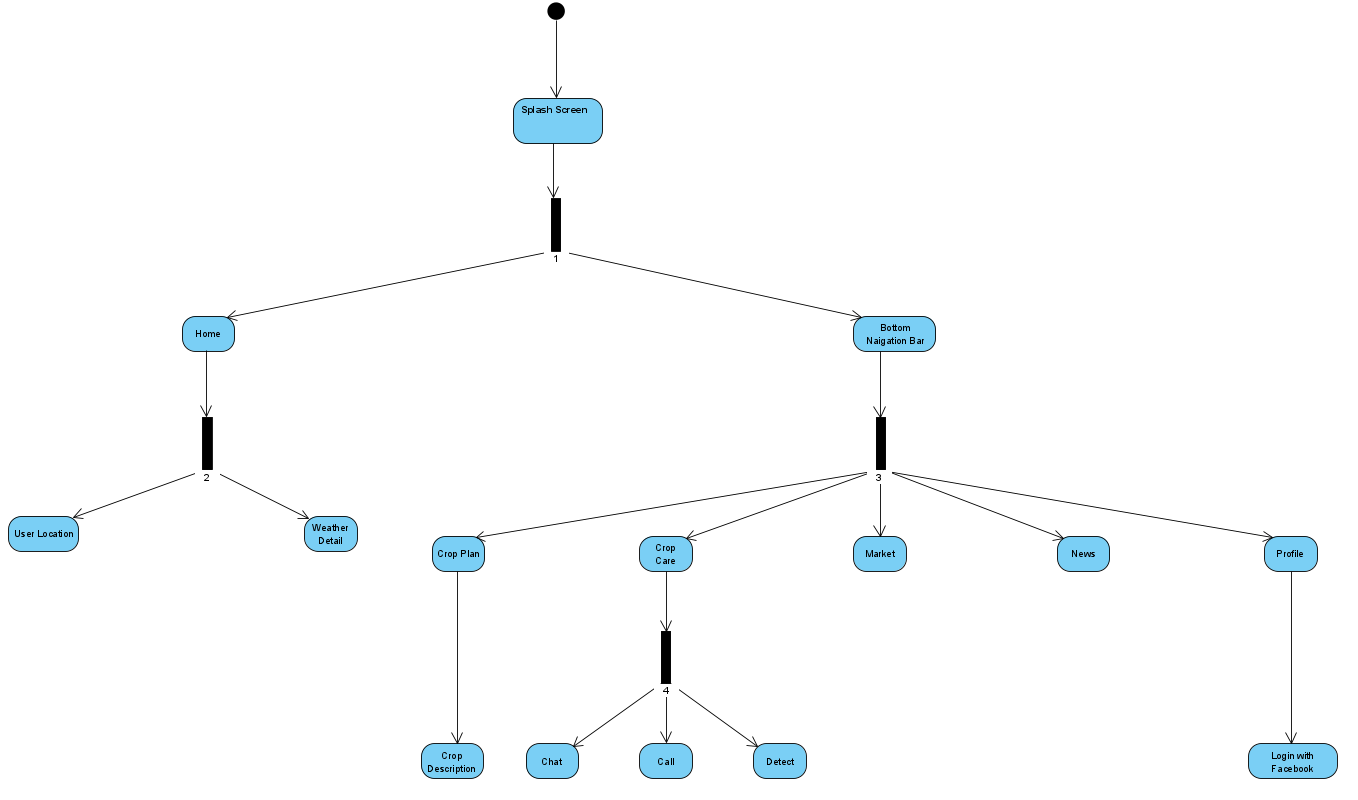 Splash Screen
1
Home
Bottom
Naigation Bar
2
3
User Location
Weather
Detail
Crop Plan
Crop
Care
Market
News
Profile
4
Crop
Description
Chat
Call
Detect
Login with
Facebook